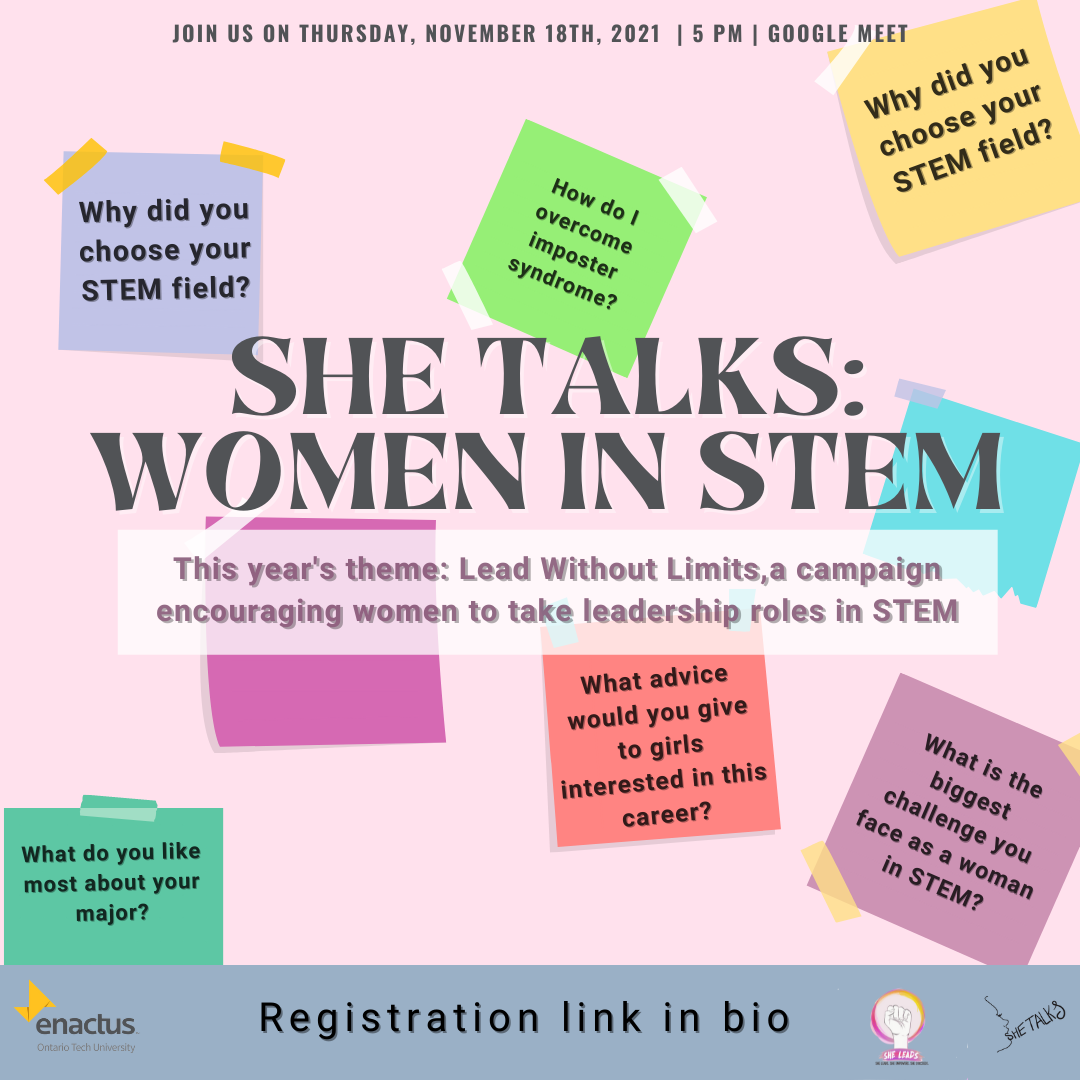 JOIN US ON THURSDAY, NOVEMBER 18TH, 2021 | 5 PM | GOOGLE MEET
Why did you
choose your
STEM field?
Why did you
choose your
STEM field?
How do I
overcome
imposter
syndrome?
SHE TALKS:
WOMEN IN STEM
This year's theme: Lead Without Limits,a campaign
encouraging women to take leadership roles in STEM
What advice
would you give
to girls
interested in this
career?
What is the
biggest
challenge you
face as a woman
in STEM?
What do you like
most about your
major?
enactus
Ontario Tech University
Registration link in bio
SHE LEADS
SHE TALKS